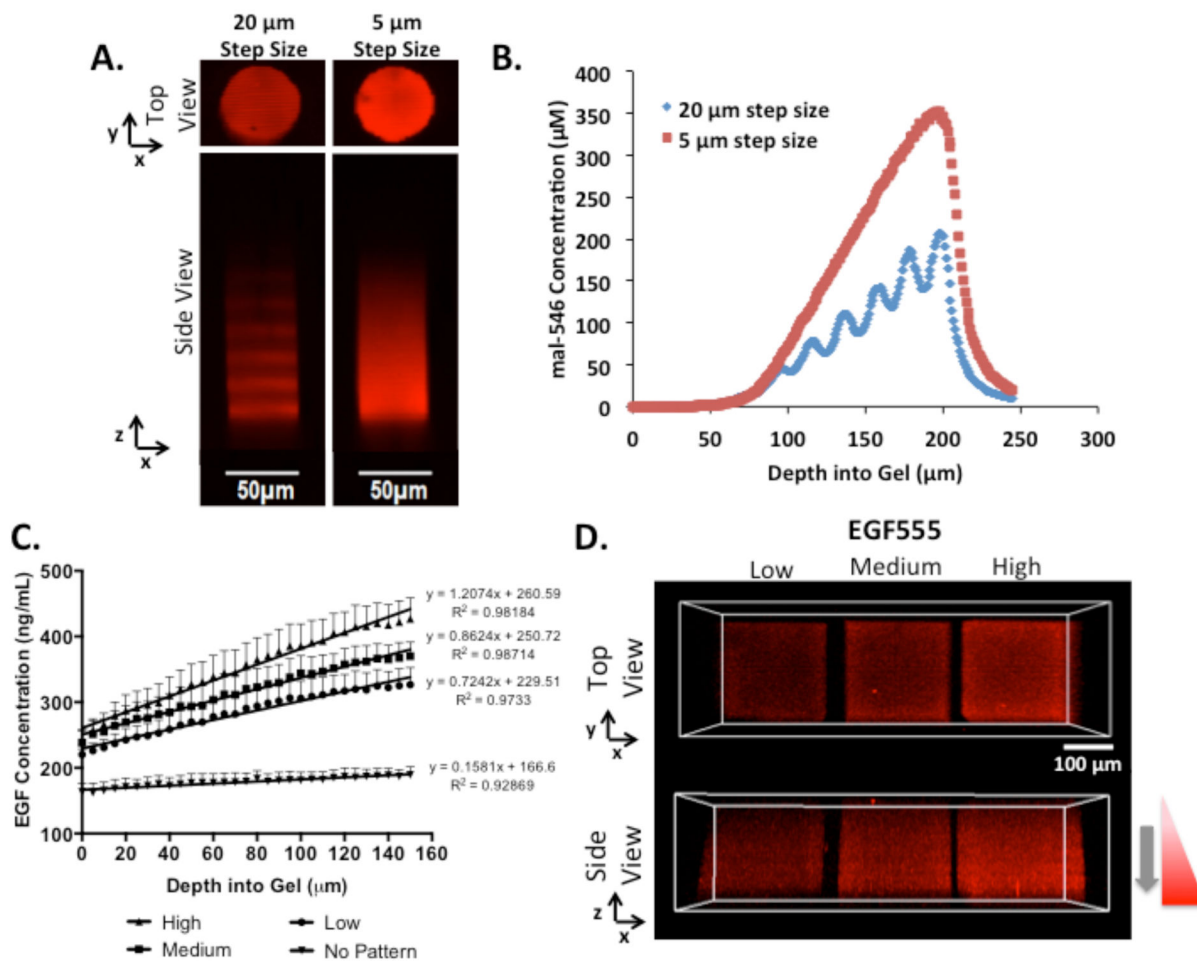 A.
20 µm
Step Size
5 µm
Step Size
Top
View
y
x
Side View
z
x
50µm
50µm
B.
400
350
300
250
200
150
100
50
0
mal-546 Concentration (µM)
20 µm step size
5 µm step size
0
50
100
150
200
250
300
Depth into Gel (µm)
C.
500
400
300
200
100
EGF Concentration (ng/mL)
y = 1.2074x + 260.59
R² = 0.98184
y = 0.8624x + 250.72
R² = 0.98714
y = 0.7242x + 229.51
R² = 0.9733
y = 0.1581x + 166.6
R² = 0.92869
0
20
40
60
80
100
120
140
160
Depth into Gel (µm)
High
Low
Medium
No Pattern
D.
EGF555
Low
Medium
High
Top
View
y
x
100 µm
Side
View
z
x